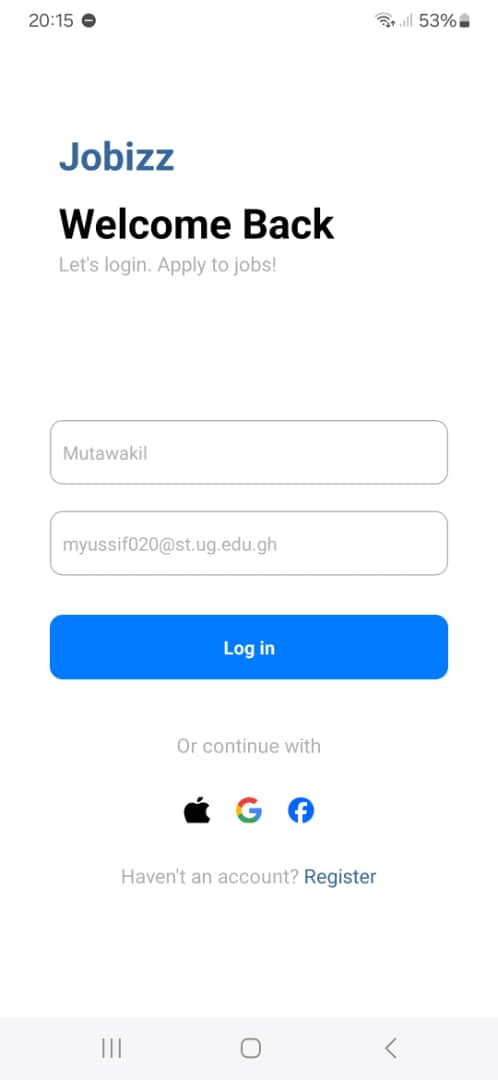 20:15 53%
Jobizz
Welcome Back
Let's login. Apply to jobs!
Mutawakil
myussif020@st.ug.edu.gh
Log in
Or continue with
Haven't an account? Register